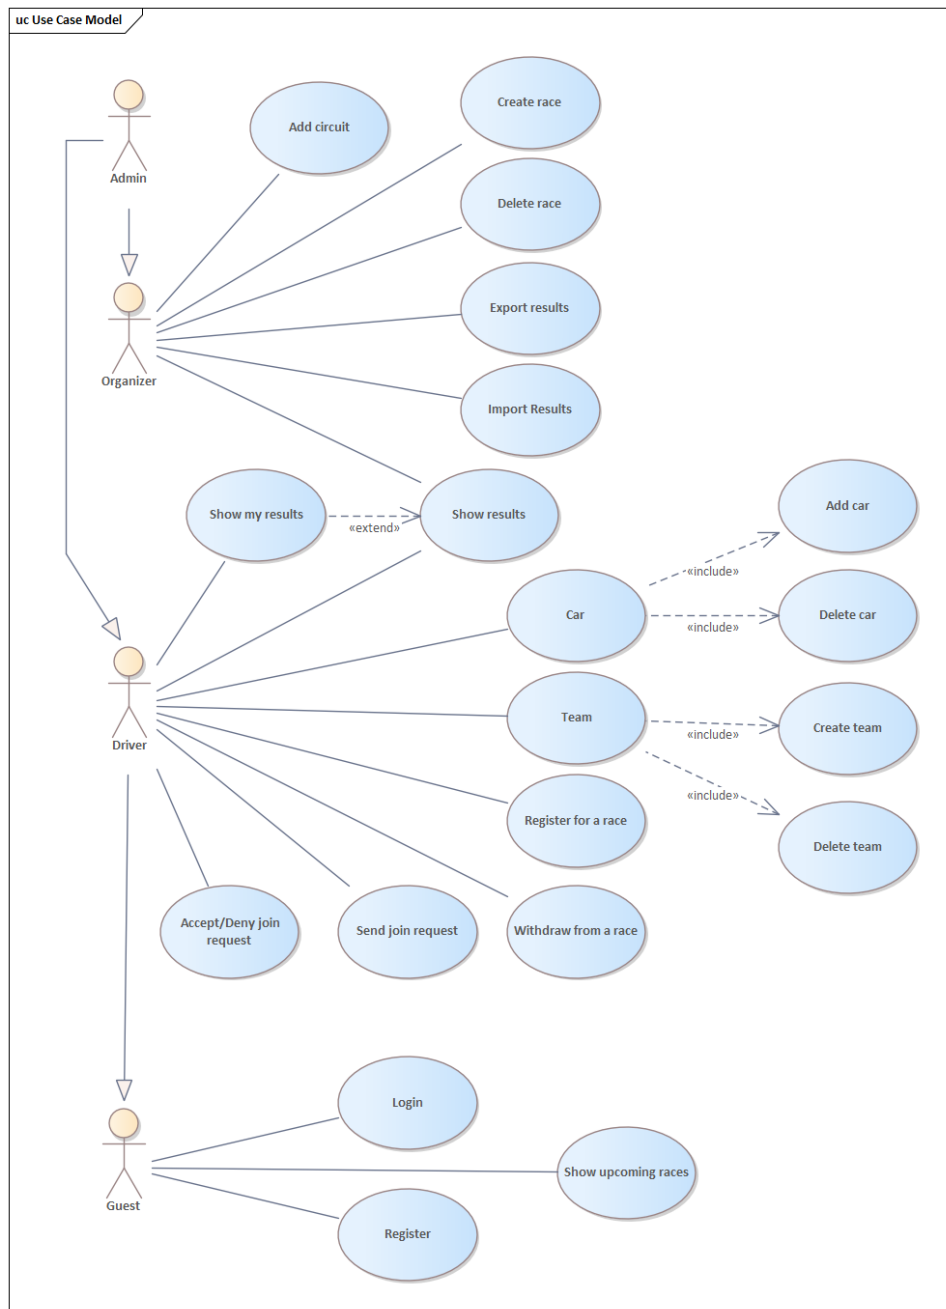 uc Use Case Model
Create race
Add circuit
Admin
Delete race
Export results
Organizer
Import Results
Add car
Show my results
Show results
«extend»
«include»
Car
Delete car
«include»
Team
Create team
«include»
Driver
«include»
Register for a race
Delete team
Accept/Deny join
request
Send join request
Withdraw from a race
Login
Show upcoming races
Guest
Register